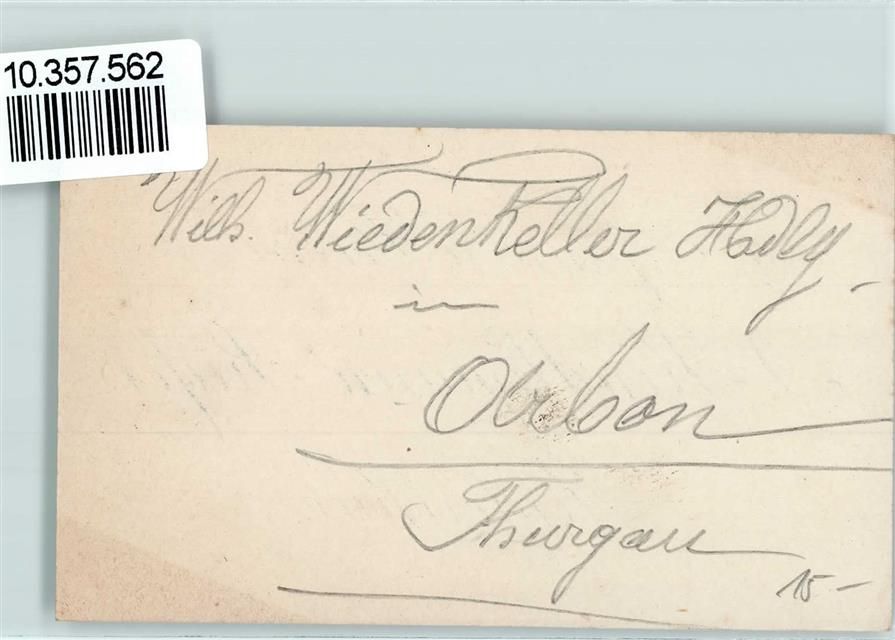 10.357.562
Wilh. Wiedenkeller Hdlg
in
Arbon
Thurgau
15 –